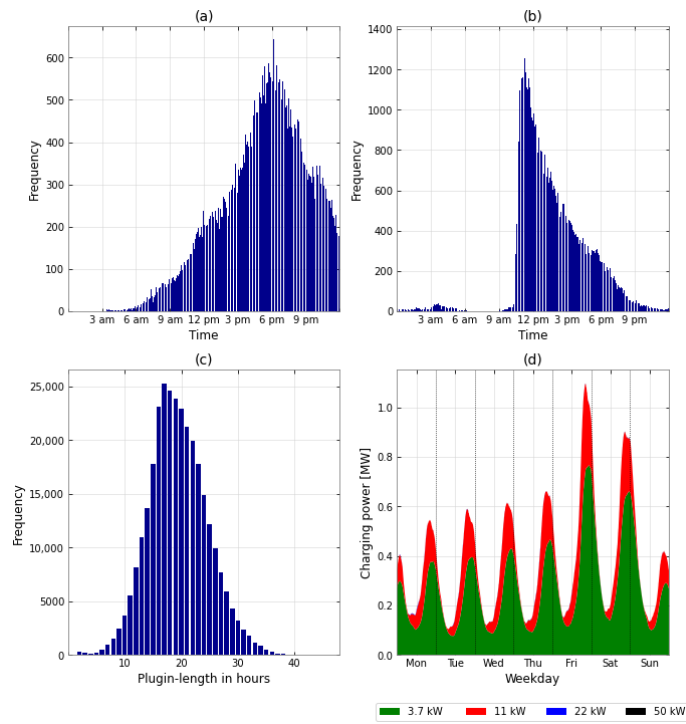 (a)
Frequency
600
500
400
300
200
100
0
3 am 6 am 9 am 12 pm 3 pm 6 pm 9 pm
Time
(b)
Frequency
1400
1200
1000
800
600
400
200
0
3 am 6 am 9 am 12 pm 3 pm 6 pm 9 pm
Time
(c)
Frequency
25,000
20,000
15,000
10,000
5000
0
10 20 30 40
Plugin-length in hours
(d)
Charging power [MW]
1.0
0.8
0.6
0.4
0.2
0.0
Mon Tue Wed Thu Fri Sat Sun
Weekday
3.7 kW 11 kW 22 kW 50 kW